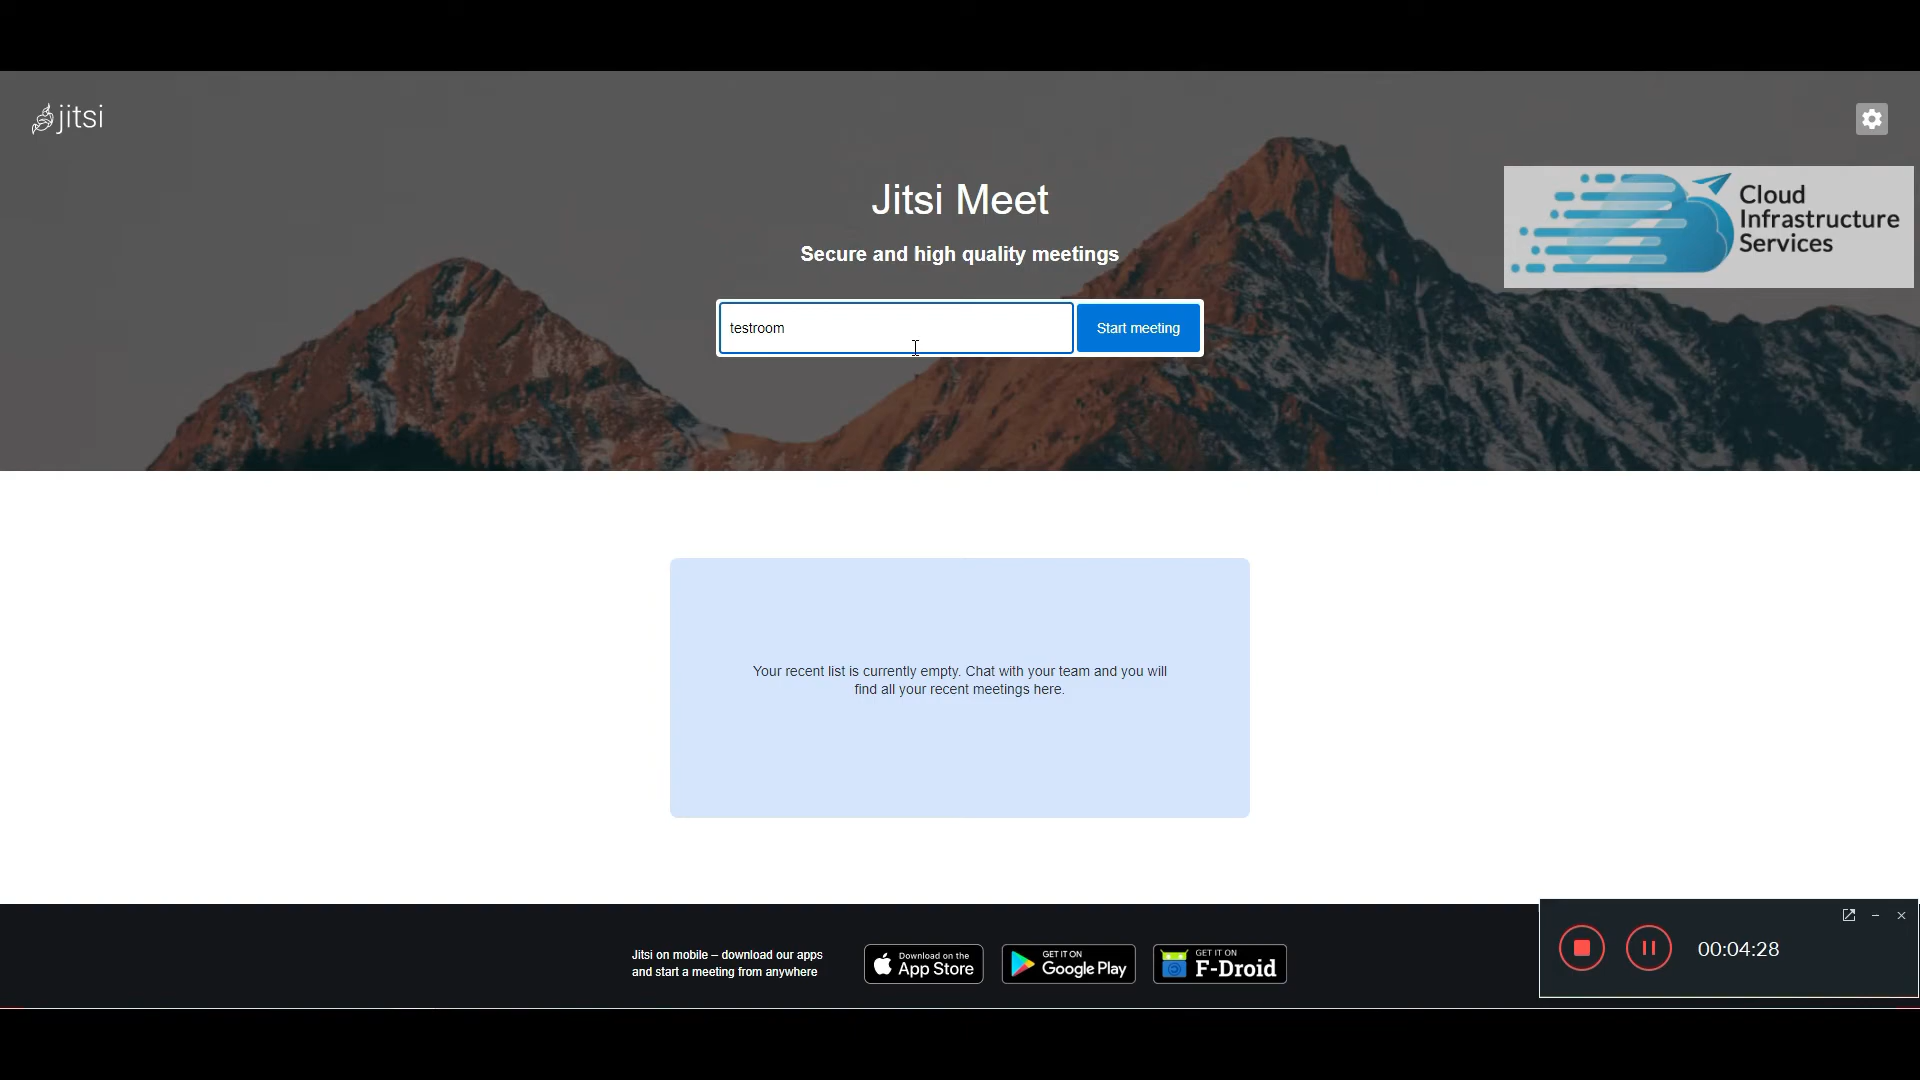 jitsi
Jitsi Meet
Secure and high quality meetings
Cloud
Infrastructure
Services
testroom
Start meeting
Your recent list is currently empty. Chat with your team and you will
find all your recent meetings here.
Jitsi on mobile – download our apps
and start a meeting from anywhere
Download on the
App Store
GET IT ON
Google Play
GET IT ON
F-Droid
00:04:28